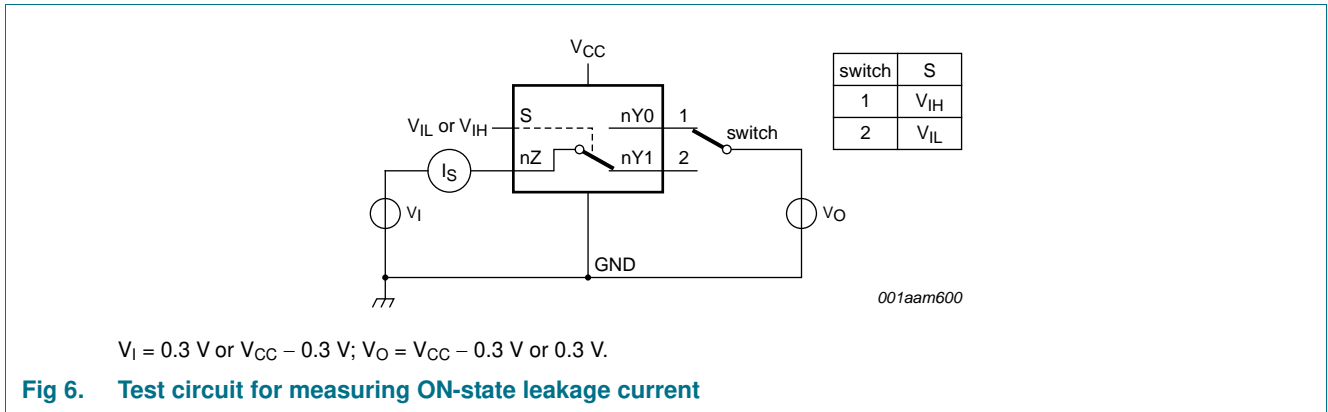 VCC
switch S
1 VIH
2 VIL
VIL or VIH
S
nY0 1
switch
nZ
nY1 2
IS
VI
VO
GND
001aam600
VI = 0.3 V or VCC − 0.3 V; VO = VCC − 0.3 V or 0.3 V.
Fig 6. Test circuit for measuring ON-state leakage current